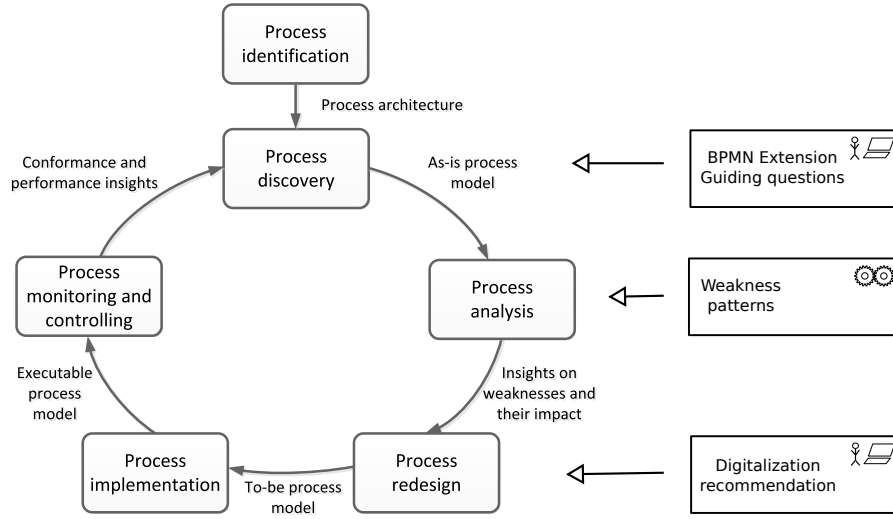 Process
identification
Process architecture
Process
discovery
Conformance and
performance insights
As-is process
model
BPMN Extension
Guiding questions
Process
monitoring and
controlling
Process
analysis
Weakness
patterns
Executable
process
model
Insights on
weaknesses and
their impact
Process
implementation
To-be process
model
Process
redesign
Digitalization
recommendation